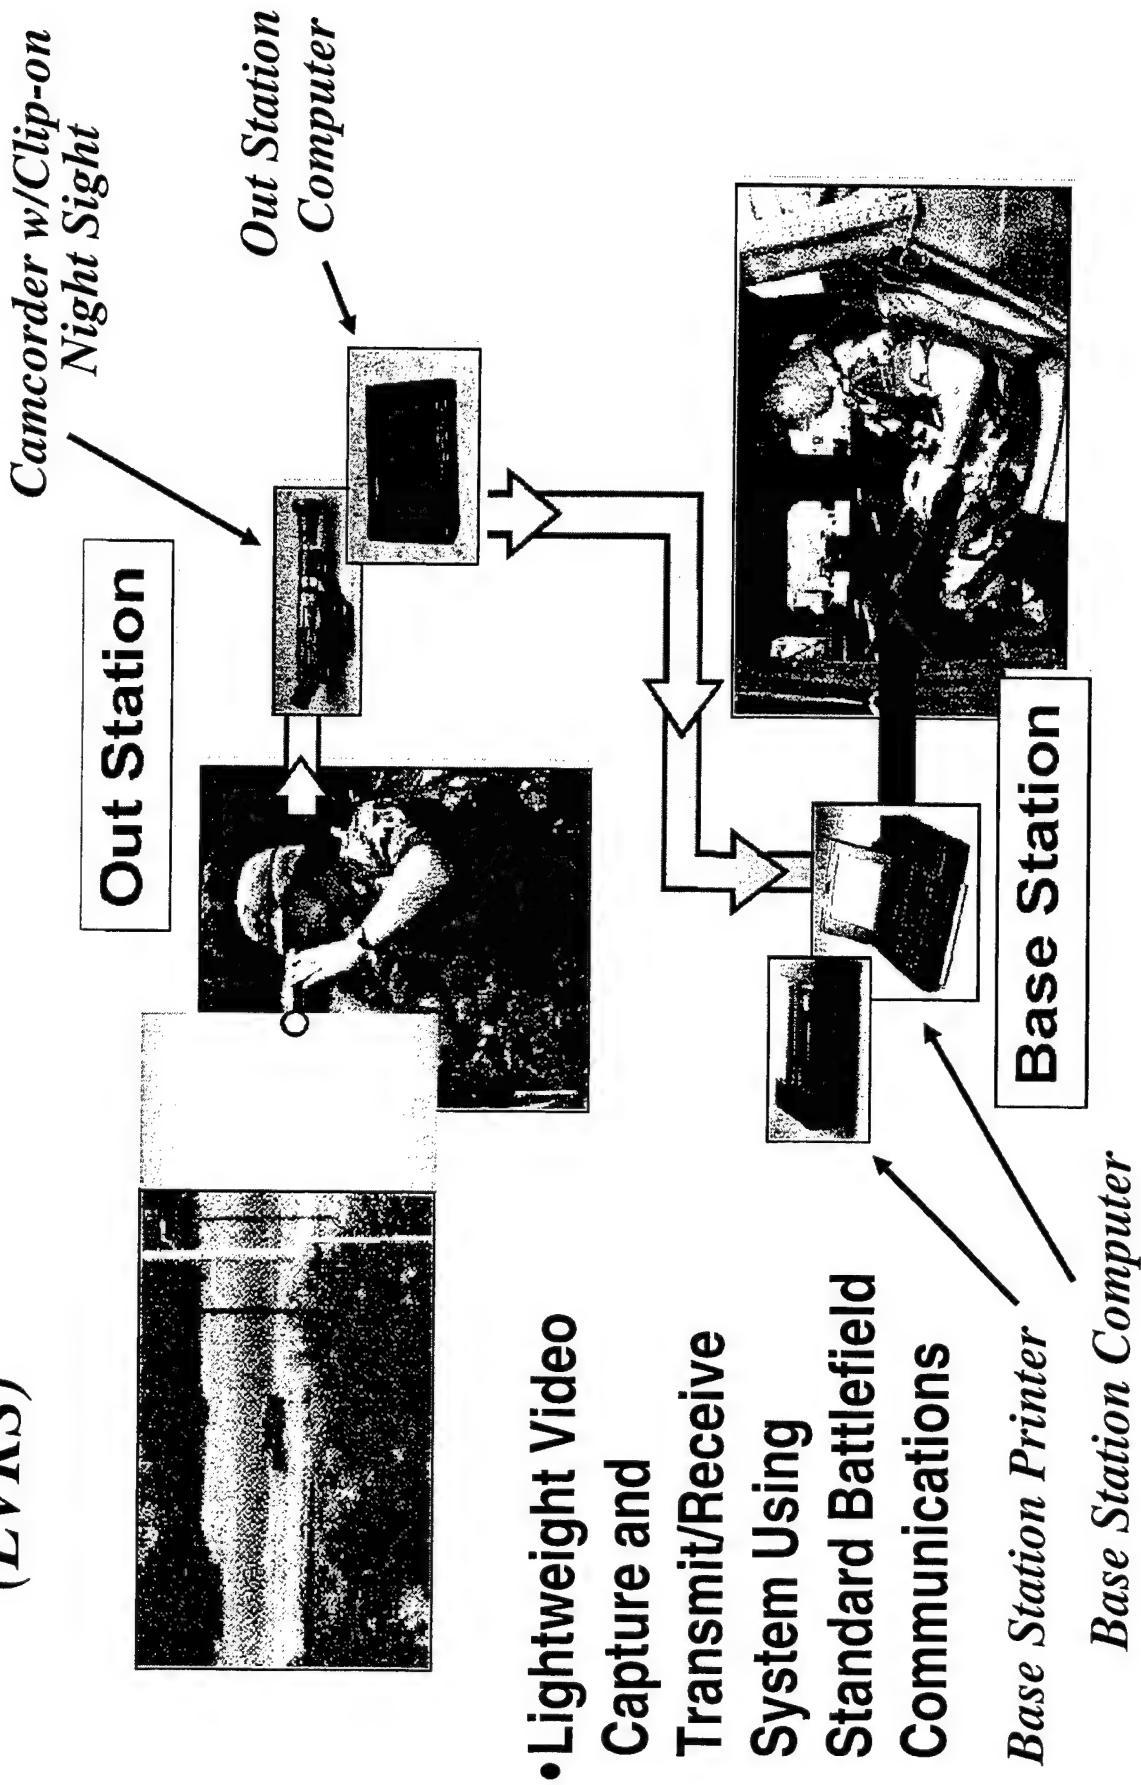 (LVRS)
Out Station
Camcorder w/Clip-on
Night Sight
Out Station
Computer
•Lightweight Video
Capture and
Transmit/Receive
System Using
Standard Battlefield
Communications
Base Station Printer
Base Station Computer
Base Station